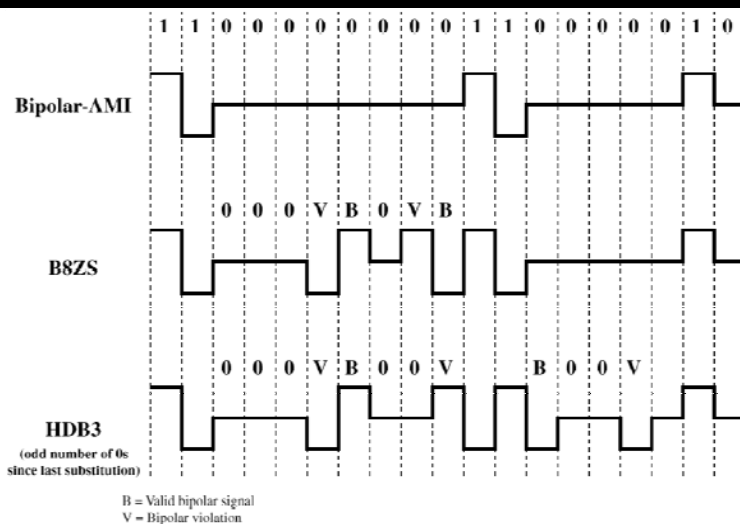 1 1 0 0 0 0 0 0 0 0 1 1 0 0 0 0 0 1 0
Bipolar-AMI
0 0 0 V B 0 V B
B8ZS
0 0 0 V B 0 0 V B 0 0 V
HDB3
(odd number of 0s
since last substitution)
B = Valid bipolar signal
V = Bipolar violation